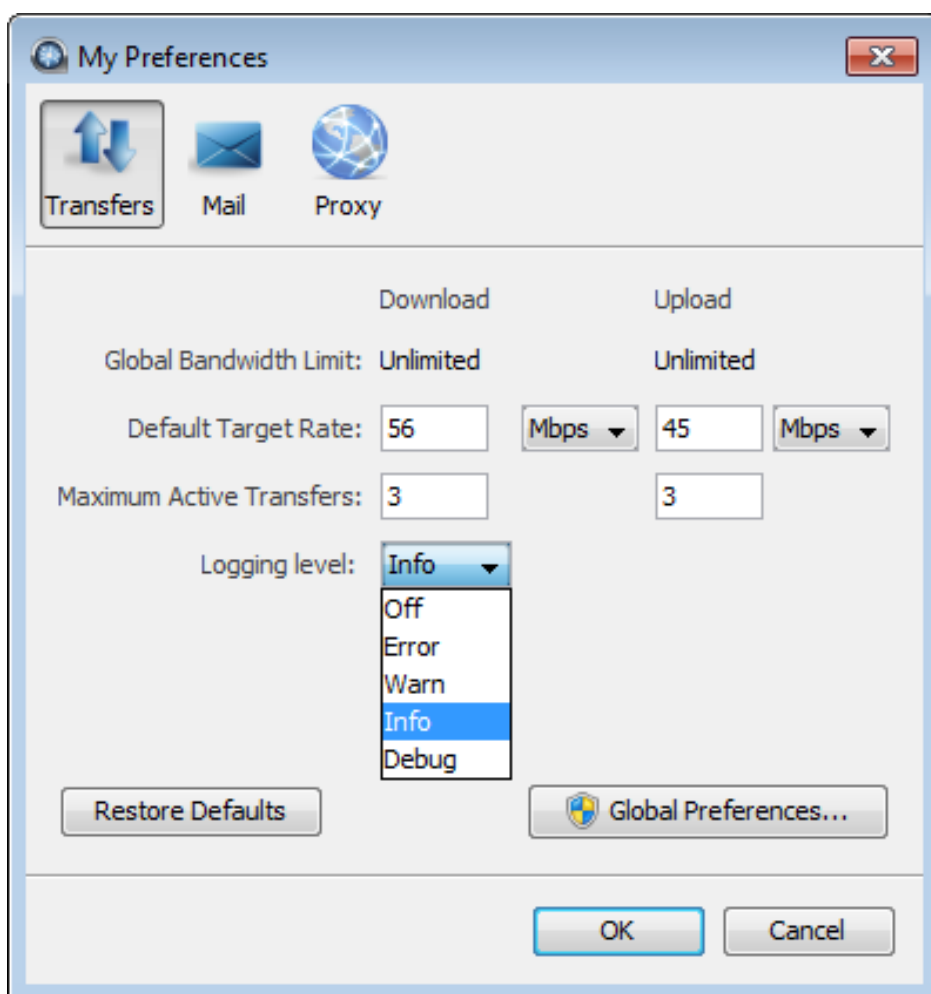 My Preferences
Transfers Mail Proxy
Download Upload
Global Bandwidth Limit: Unlimited Unlimited
Default Target Rate: 56 Mbps 45 Mbps
Maximum Active Transfers: 3 3
Logging level: Info
Off
Error
Warn
Info
Debug
Restore Defaults Global Preferences...
OK Cancel